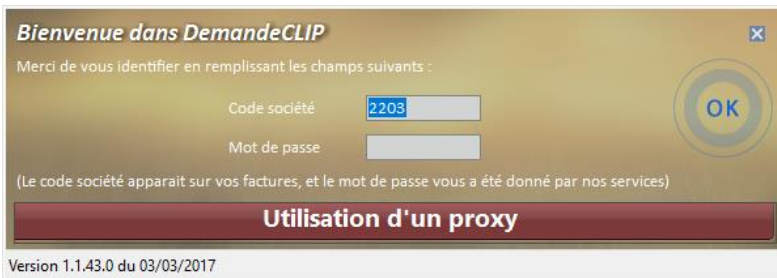 Bienvenue dans DemandeCLIP
Merci de vous identifier en remplissant les champs suivants :
Code société 2203
OK
Mot de passe
(Le code société apparait sur vos factures, et le mot de passe vous a été donné par nos services)
Utilisation d'un proxy
Version 1.1.43.0 du 03/03/2017